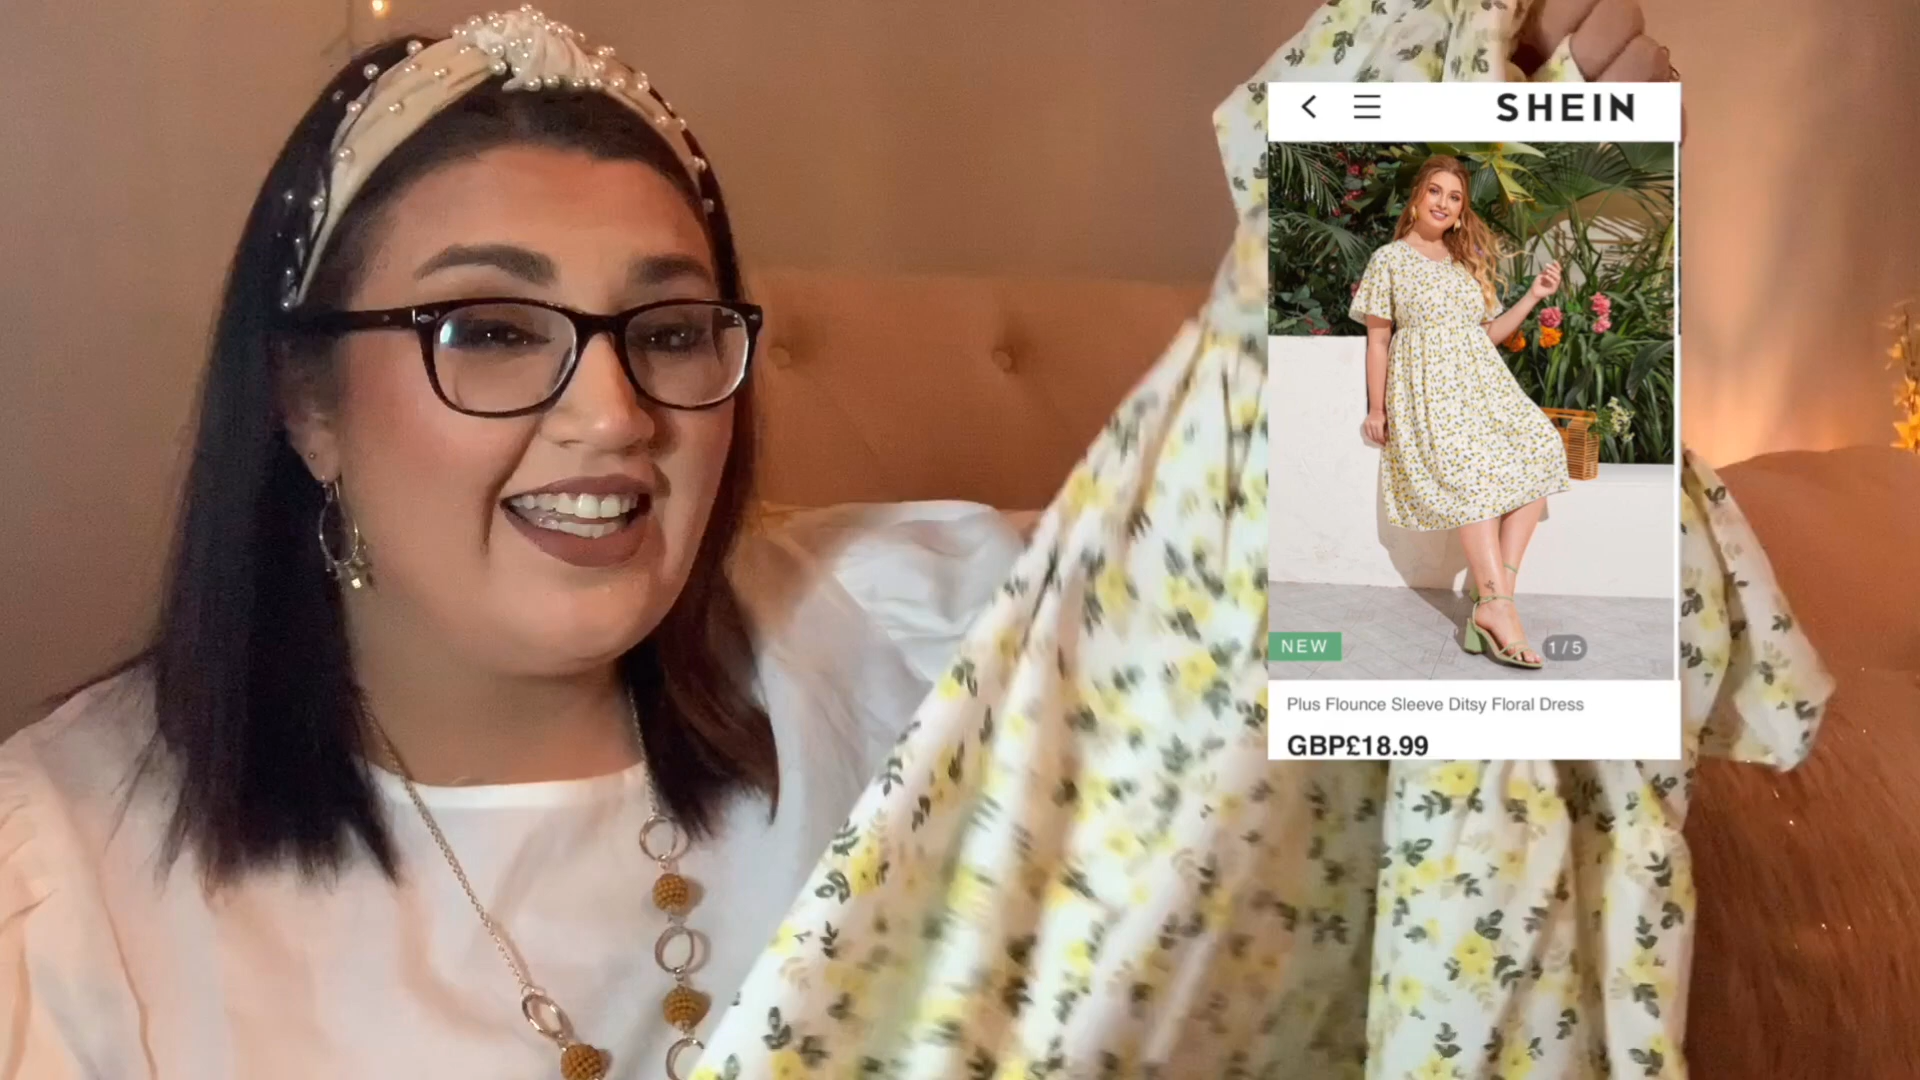 SHEIN
NEW
1/5
Plus Flounce Sleeve Ditsy Floral Dress
GBP£18.99